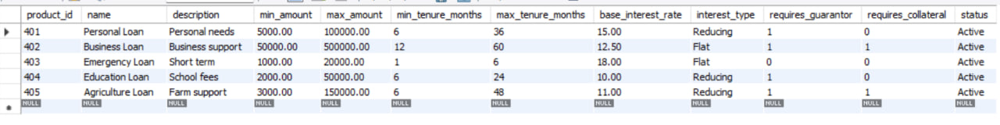 product_id name description min_amount max_amount min_tenure_months max_tenure_months base_interest_rate interest_type requires_guarantor requires_collateral status
401 Personal Loan Personal needs 5000.00 100000.00 6 36 15.00 Reducing 1 0 Active
402 Business Loan Business support 50000.00 500000.00 12 60 12.50 Flat 1 1 Active
403 Emergency Loan Short term 1000.00 20000.00 1 6 18.00 Flat 0 0 Active
404 Education Loan School fees 2000.00 50000.00 6 24 10.00 Reducing 1 0 Active
405 Agriculture Loan Farm support 3000.00 150000.00 6 48 11.00 Reducing 1 1 Active
NULL NULL NULL NULL NULL NULL NULL NULL NULL NULL NULL NULL